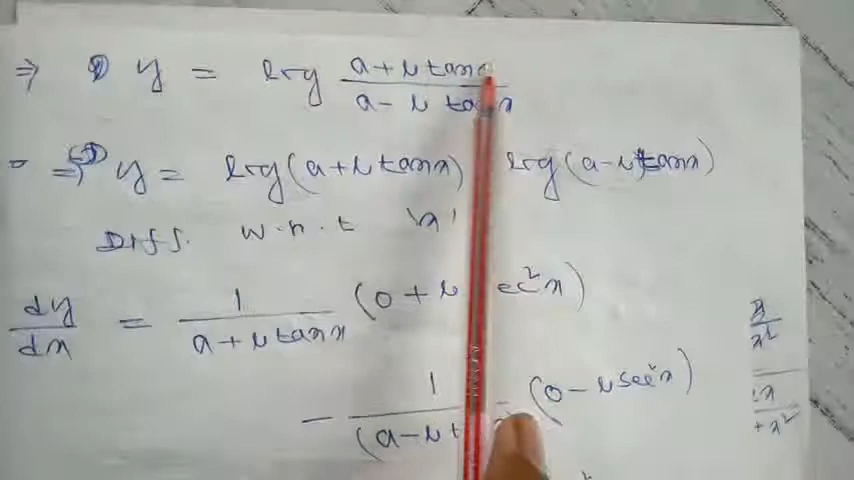 ⇒ y = log (a + b tanx) / (a - b tanx)
⇒ y = log(a + b tanx) log(a - b tanx)
Diff. w.r.t 'x'
dy/dx = 1/(a + b tanx) (0 + b sec²x)
- 1/(a - b t (0 - b sec²x)